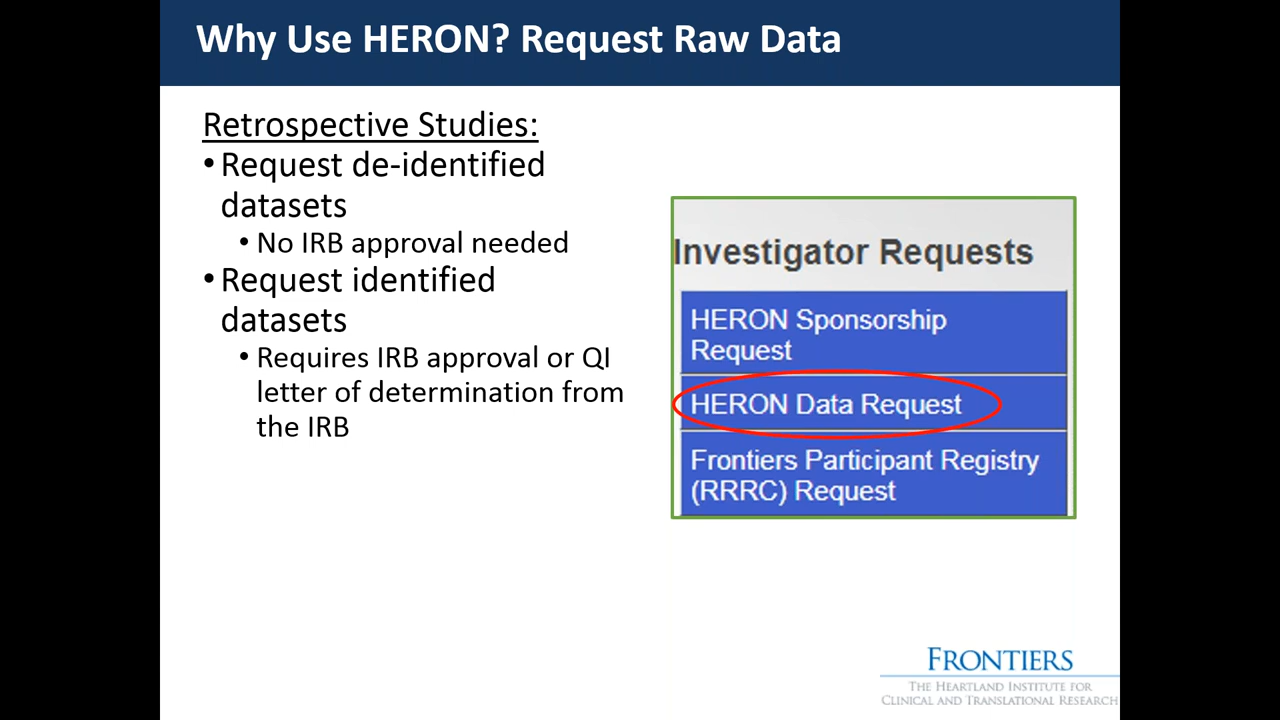 Why Use HERON? Request Raw Data
Retrospective Studies:
•Request de-identified
datasets
• No IRB approval needed
•Request identified
datasets
• Requires IRB approval or QI
letter of determination from
the IRB
Investigator Requests
HERON Sponsorship
Request
HERON Data Request
Frontiers Participant Registry
(RRRC) Request
FRONTIERS
THE HEARTLAND INSTITUTE FOR
CLINICAL AND TRANSLATIONAL RESEARCH